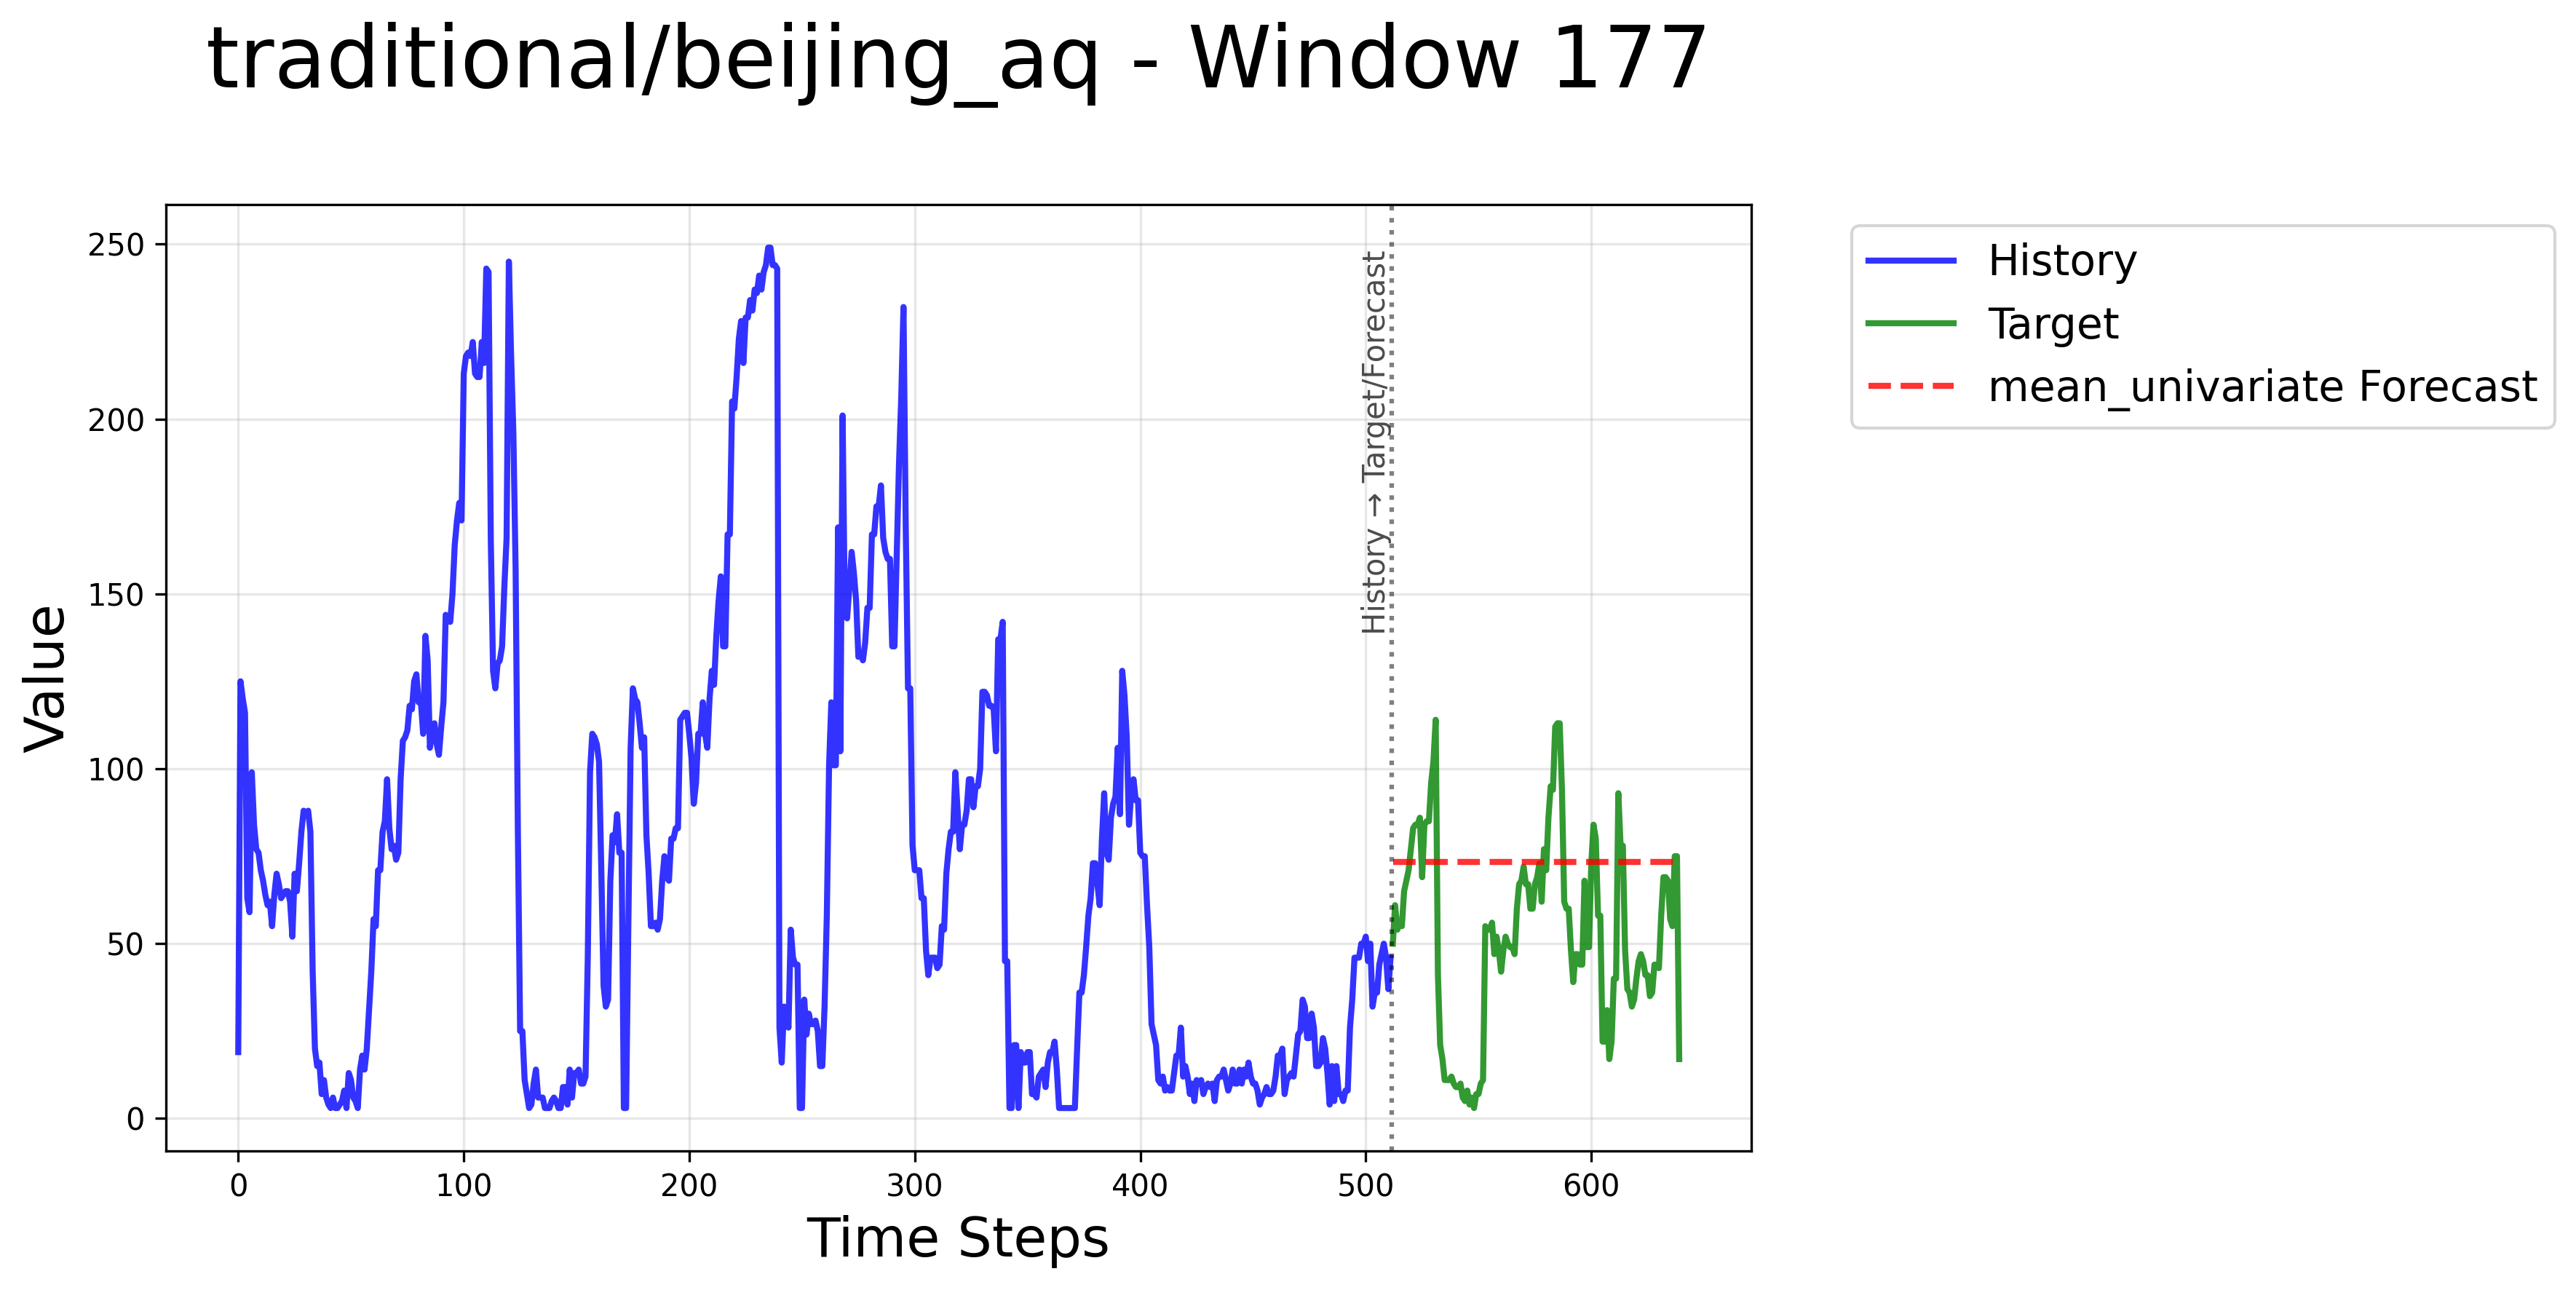 traditional/beijing_aq - Window 177
Value
250
200
150
100
50
0
History → Target/Forecast
0
100
200
300
400
500
600
Time Steps
History
Target
mean_univariate Forecast